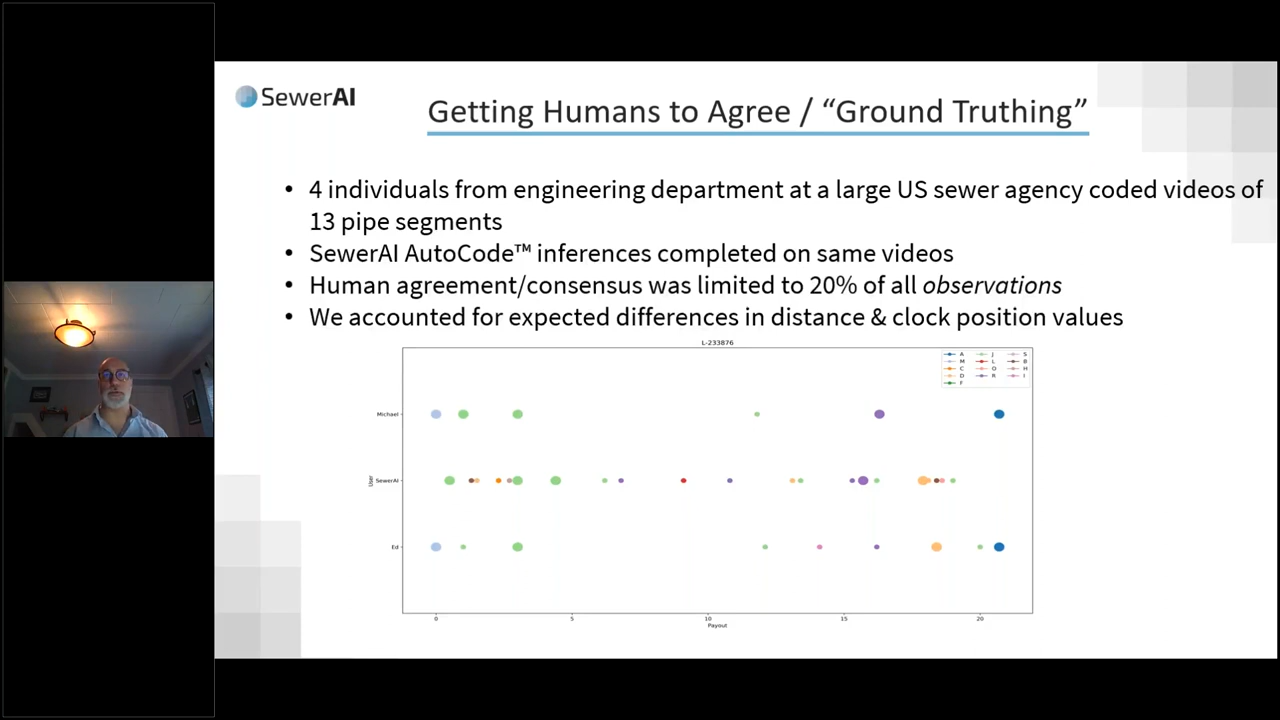 SewerAI
Getting Humans to Agree / “Ground Truthing”
• 4 individuals from engineering department at a large US sewer agency coded videos of
13 pipe segments
• SewerAI AutoCode™ inferences completed on same videos
• Human agreement/consensus was limited to 20% of all observations
• We accounted for expected differences in distance & clock position values
L-233876
A J S
M L B
C O H
D R I
F
Michael
SewerAI
Ed
User
0 5 10 15 20
Payout